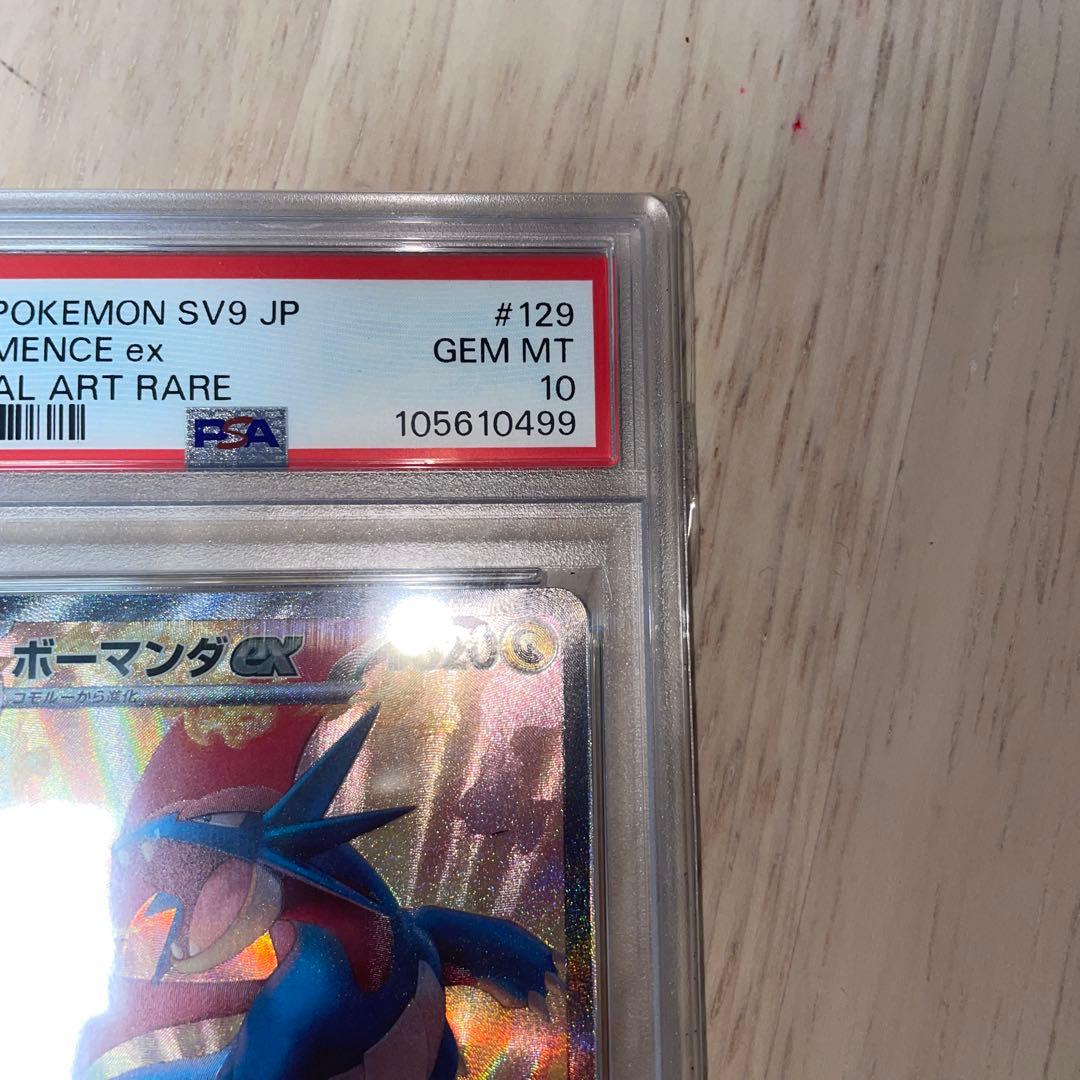 POKEMON SV9 JP #129
MENCE ex GEM MT
AL ART RARE 10
PSA 105610499
ボーマンダex 320
コモルーから進化